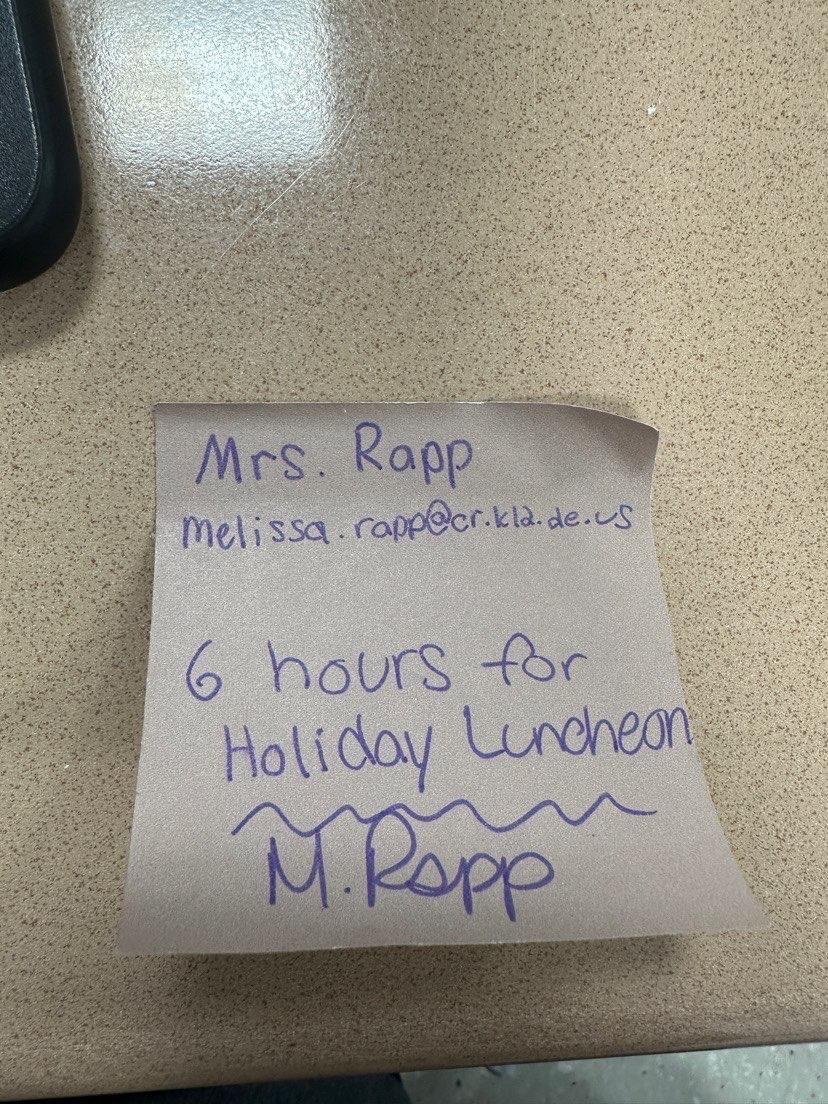 Mrs. Rapp
melissa.rapp@cr.k12.de.us
6 hours for
Holiday Luncheon
M. Rapp